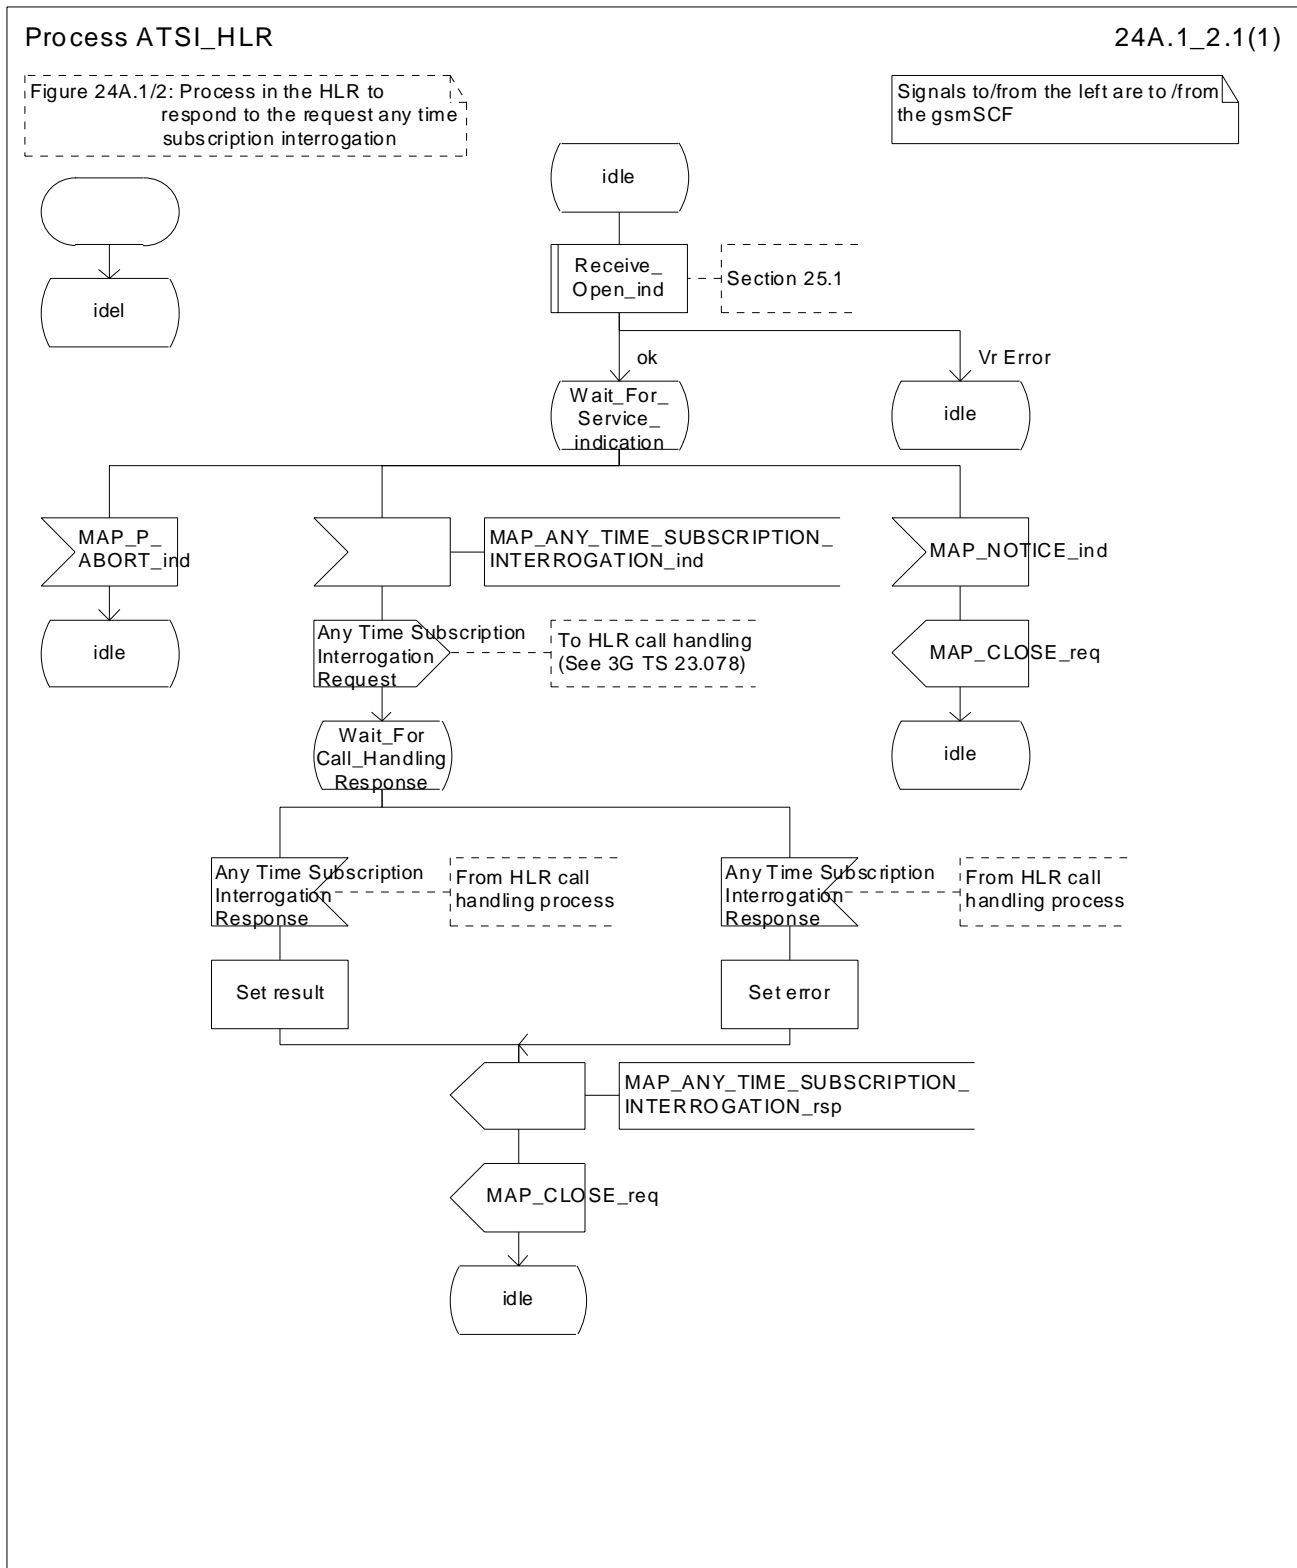 Process ATSI_HLR
24A.1_2.1(1)
Figure 24A.1/2: Process in the HLR to
respond to the request any time
subscription interrogation
Signals to/from the left are to /from
the gsmSCF
idle
idel
Receive_
Open_ind
Section 25.1
ok
Vr Error
Wait_For_
Service_
indication
idle
MAP_P_
ABORT_ind
MAP_ANY_TIME_SUBSCRIPTION_
INTERROGATION_ind
MAP_NOTICE_ind
idle
Any Time Subscription
Interrogation
Request
To HLR call handling
(See 3G TS 23.078)
MAP_CLOSE_req
Wait_For
Call_Handling
Response
idle
Any Time Subscription
Interrogation
Response
From HLR call
handling process
Any Time Subscription
Interrogation
Response
From HLR call
handling process
Set result
Set error
MAP_ANY_TIME_SUBSCRIPTION_
INTERROGATION_rsp
MAP_CLOSE_req
idle